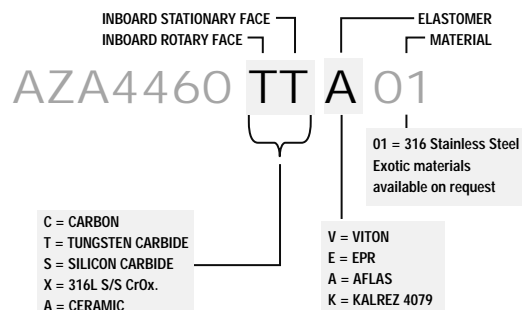 INBOARD STATIONARY FACE
ELASTOMER
INBOARD ROTARY FACE
MATERIAL
AZA4460 TT A 01
01 = 316 Stainless Steel
Exotic materials
available on request
C = CARBON
T = TUNGSTEN CARBIDE
S = SILICON CARBIDE
X = 316L S/S CrOx.
A = CERAMIC
V = VITON
E = EPR
A = AFLAS
K = KALREZ 4079